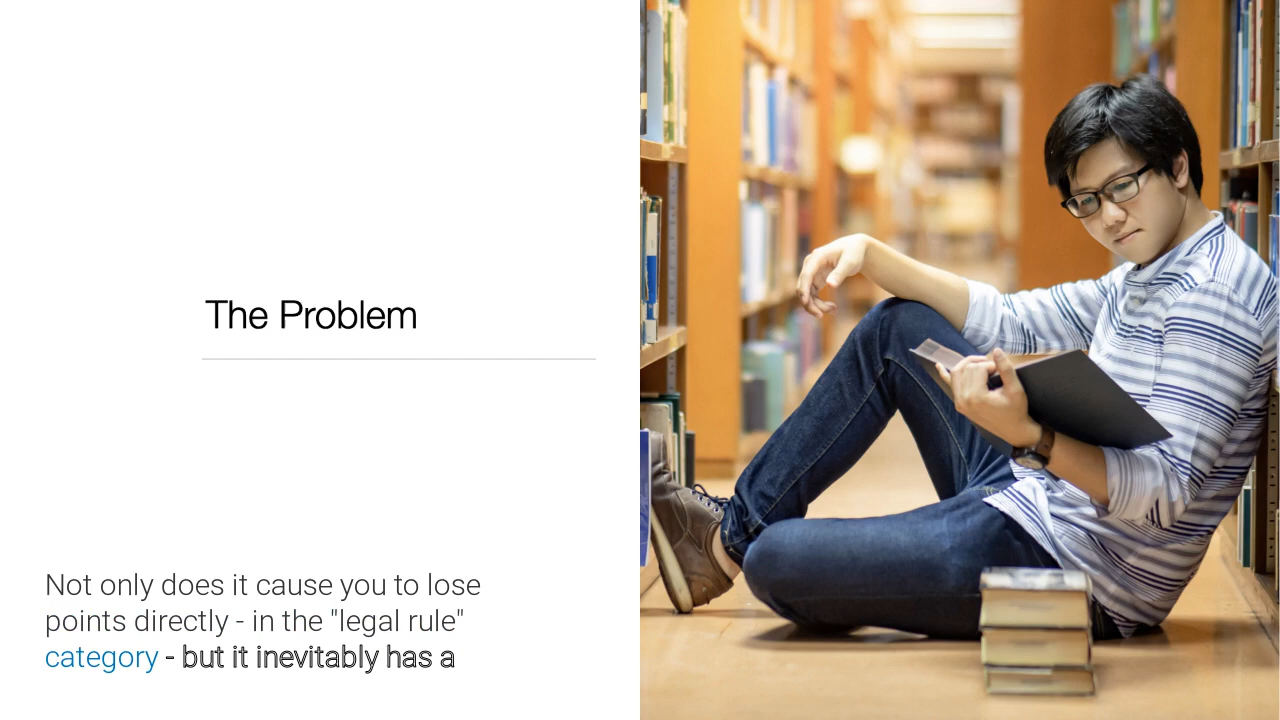 The Problem
Not only does it cause you to lose
points directly - in the "legal rule"
category - but it inevitably has a